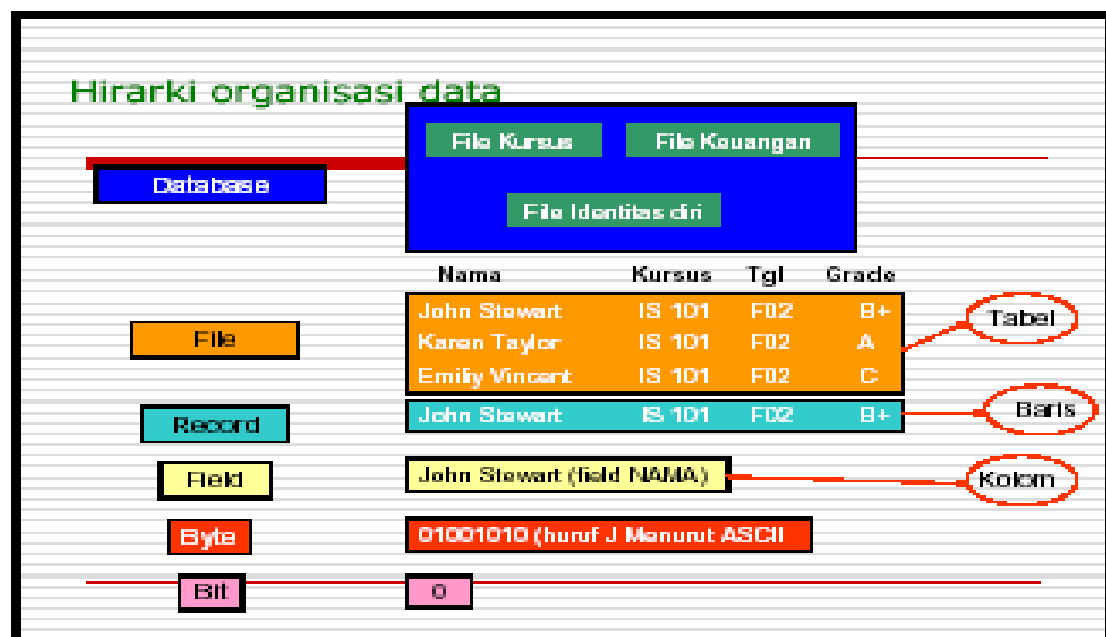 Hirarki organisasi data
File Kursus File Keuangan
Database
File Identitas diri
Nama Kursus Tgl Grade
John Stewart IS 101 F02 B+
Tabel
File
Karen Taylor IS 101 F02 A
Emiliy Vincent IS 101 F02 C
Record
John Stewart IS 101 F02 B+
Baris
Field
John Stewart (field NAMA)
Kolom
Byte
01001010 (huruf J Menurut ASCII
Bit
0